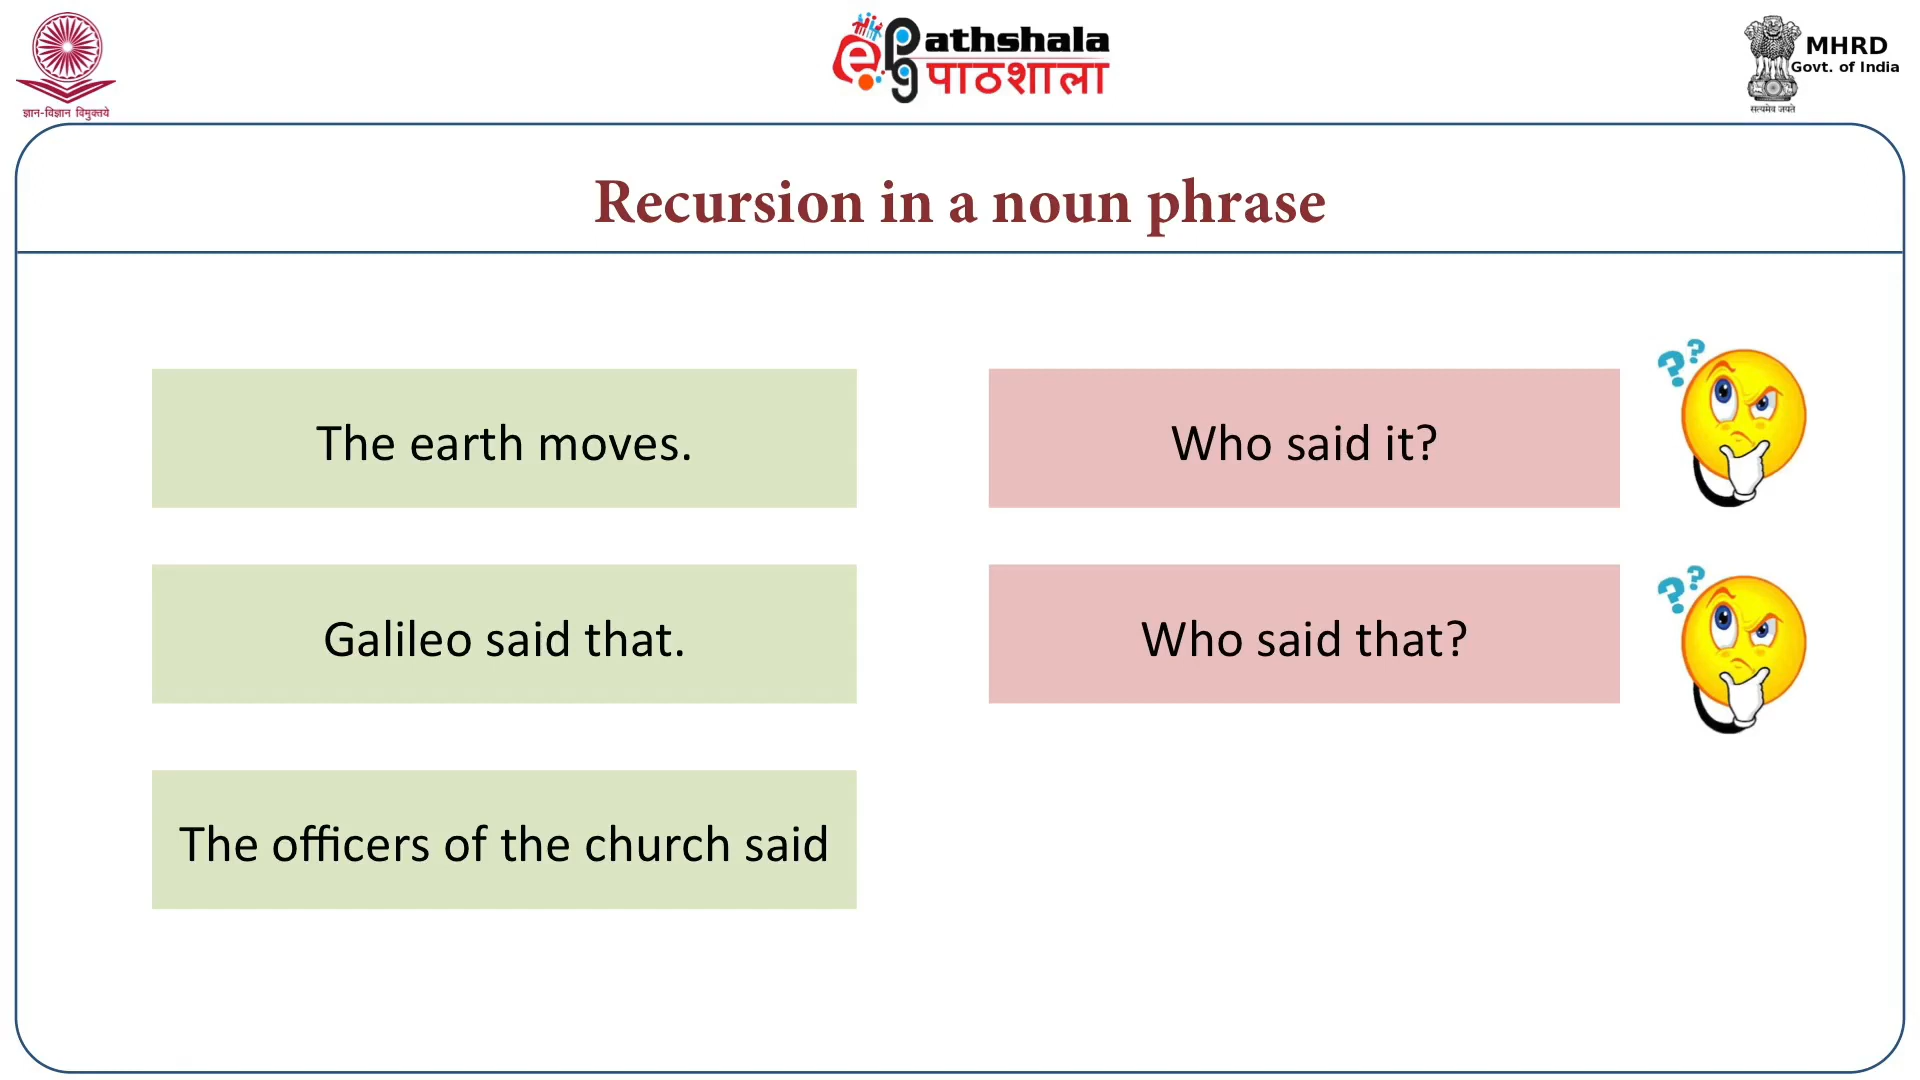 ज्ञान-विज्ञान विमुक्तये
ePathshala
पाठशाला
MHRD
Govt. of India
सत्यमेव जयते
Recursion in a noun phrase
The earth moves.
Who said it?
Galileo said that.
Who said that?
The officers of the church said